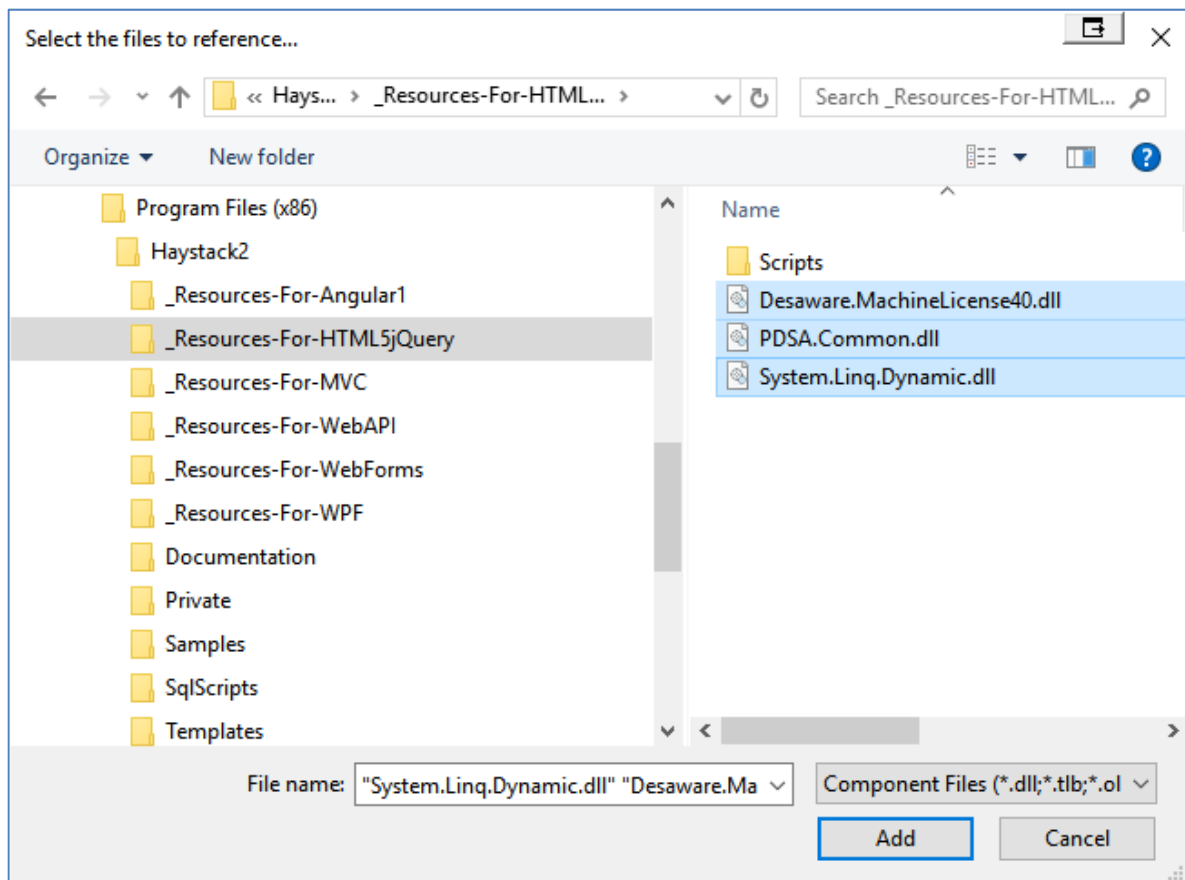 Select the files to reference...
« Hays... › _Resources-For-HTML... ›
Search _Resources-For-HTML...
Organize
New folder
?
Program Files (x86)
Haystack2
_Resources-For-Angular1
_Resources-For-HTML5jQuery
_Resources-For-MVC
_Resources-For-WebAPI
_Resources-For-WebForms
_Resources-For-WPF
Documentation
Private
Samples
SqlScripts
Templates
Name
Scripts
Desaware.MachineLicense40.dll
PDSA.Common.dll
System.Linq.Dynamic.dll
File name: "System.Linq.Dynamic.dll" "Desaware.Ma
Component Files (*.dll;*.tlb;*.ol
Add
Cancel